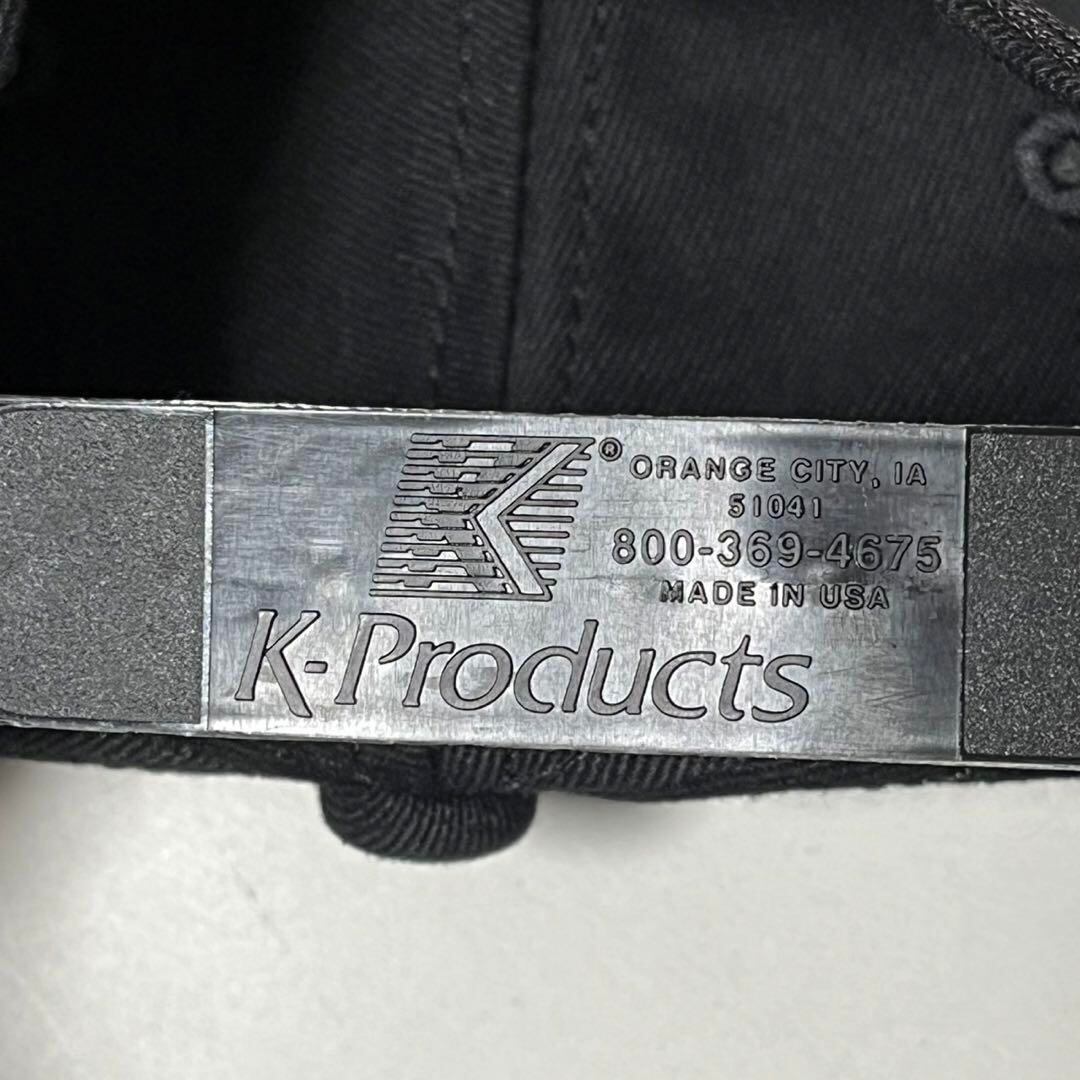 K®
ORANGE CITY, IA
51041
800-369-4675
MADE IN USA
K-Products